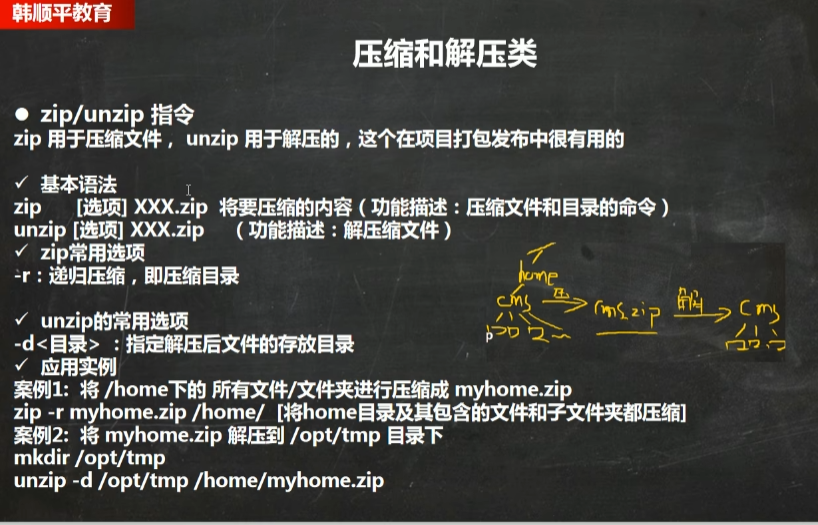 韩顺平教育
压缩和解压类
● zip/unzip 指令
zip 用于压缩文件， unzip 用于解压的，这个在项目打包发布中很有用的
✓ 基本语法
zip [选项] XXX.zip 将要压缩的内容（功能描述：压缩文件和目录的命令）
unzip [选项] XXX.zip （功能描述：解压缩文件）
✓ zip常用选项
-r：递归压缩，即压缩目录
✓ unzip的常用选项
-d<目录> ：指定解压后文件的存放目录
✓ 应用实例
案例1: 将 /home下的 所有文件/文件夹进行压缩成 myhome.zip
zip -r myhome.zip /home/ [将home目录及其包含的文件和子文件夹都压缩]
案例2: 将 myhome.zip 解压到 /opt/tmp 目录下
mkdir /opt/tmp
unzip -d /opt/tmp /home/myhome.zip
/
home
cms 压 cms.zip cms